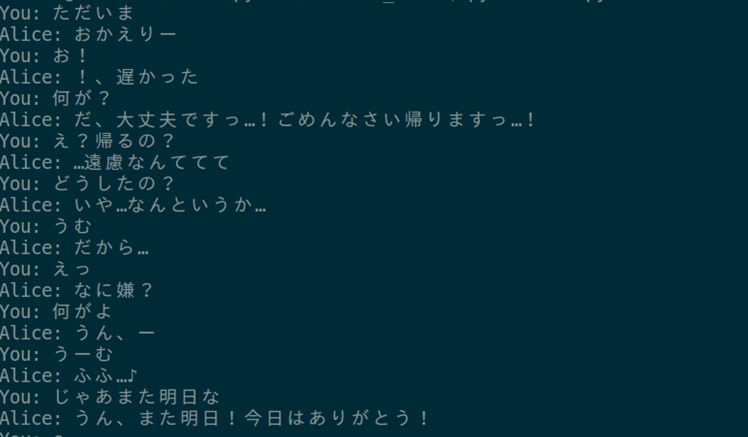 You: ただいま
Alice: おかえりー
You: お！
Alice: ！、遅かった
You: 何が？
Alice: だ、大丈夫ですっ…！ごめんなさい帰りますっ…！
You: え？帰るの？
Alice: …遠慮なんててて
You: どうしたの？
Alice: いや…なんというか…
You: うむ
Alice: だから…
You: えっ
Alice: なに嫌？
You: 何がよ
Alice: うん、ー
You: うーむ
Alice: ふふ…♪
You: じゃあまた明日な
Alice: うん、また明日！今日はありがとう！